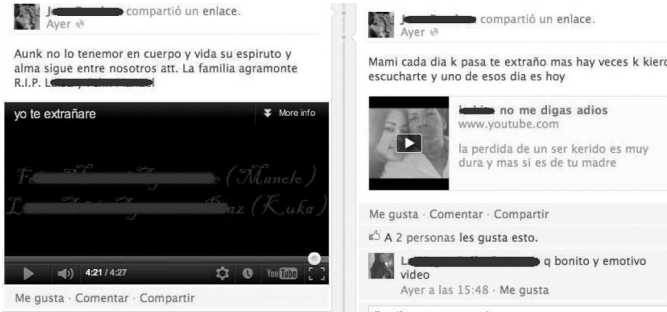 compartió un enlace.
Ayer
Aunk no lo tenemor en cuerpo y vida su espiruto y
alma sigue entre nosotros att. La familia agramonte
R.I.P.
yo te extrañare
More info
( Manolo )
( Kuka )
4:21 / 4:27
YouTube
Me gusta · Comentar · Compartir
compartió un enlace.
Ayer
Mami cada dia k pasa te extraño mas hay veces k kiero
escucharte y uno de esos dia es hoy
no me digas adios
www.youtube.com
la perdida de un ser kerido es muy
dura y mas si es de tu madre
Me gusta · Comentar · Compartir
A 2 personas les gusta esto.
q bonito y emotivo
video
Ayer a las 15:48 · Me gusta